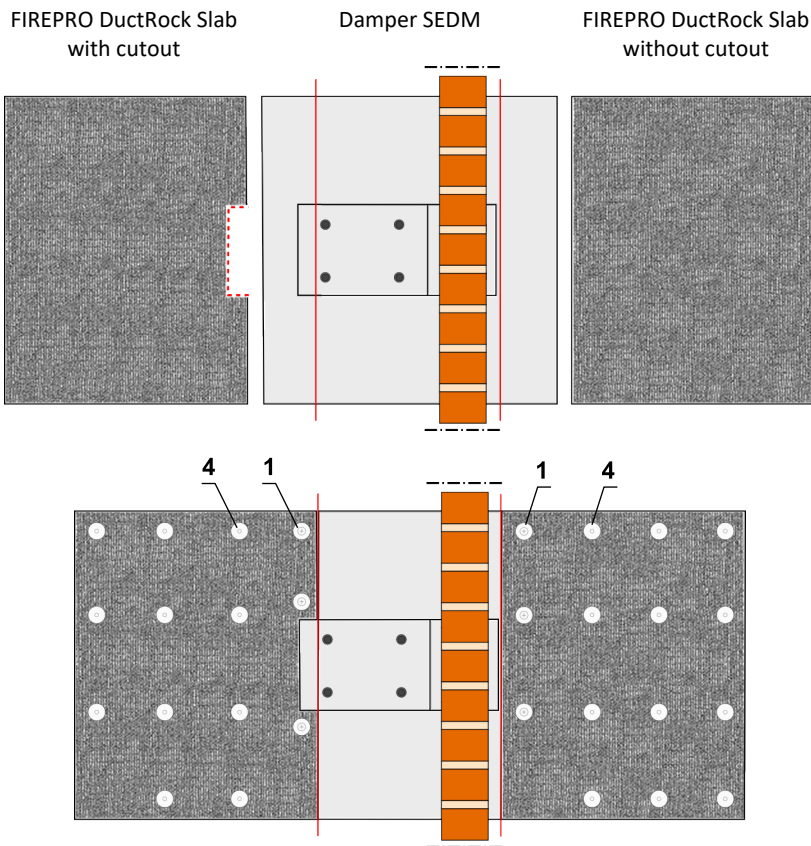 FIREPRO DuctRock Slab
with cutout
Damper SEDM
FIREPRO DuctRock Slab
without cutout
4
1
1
4